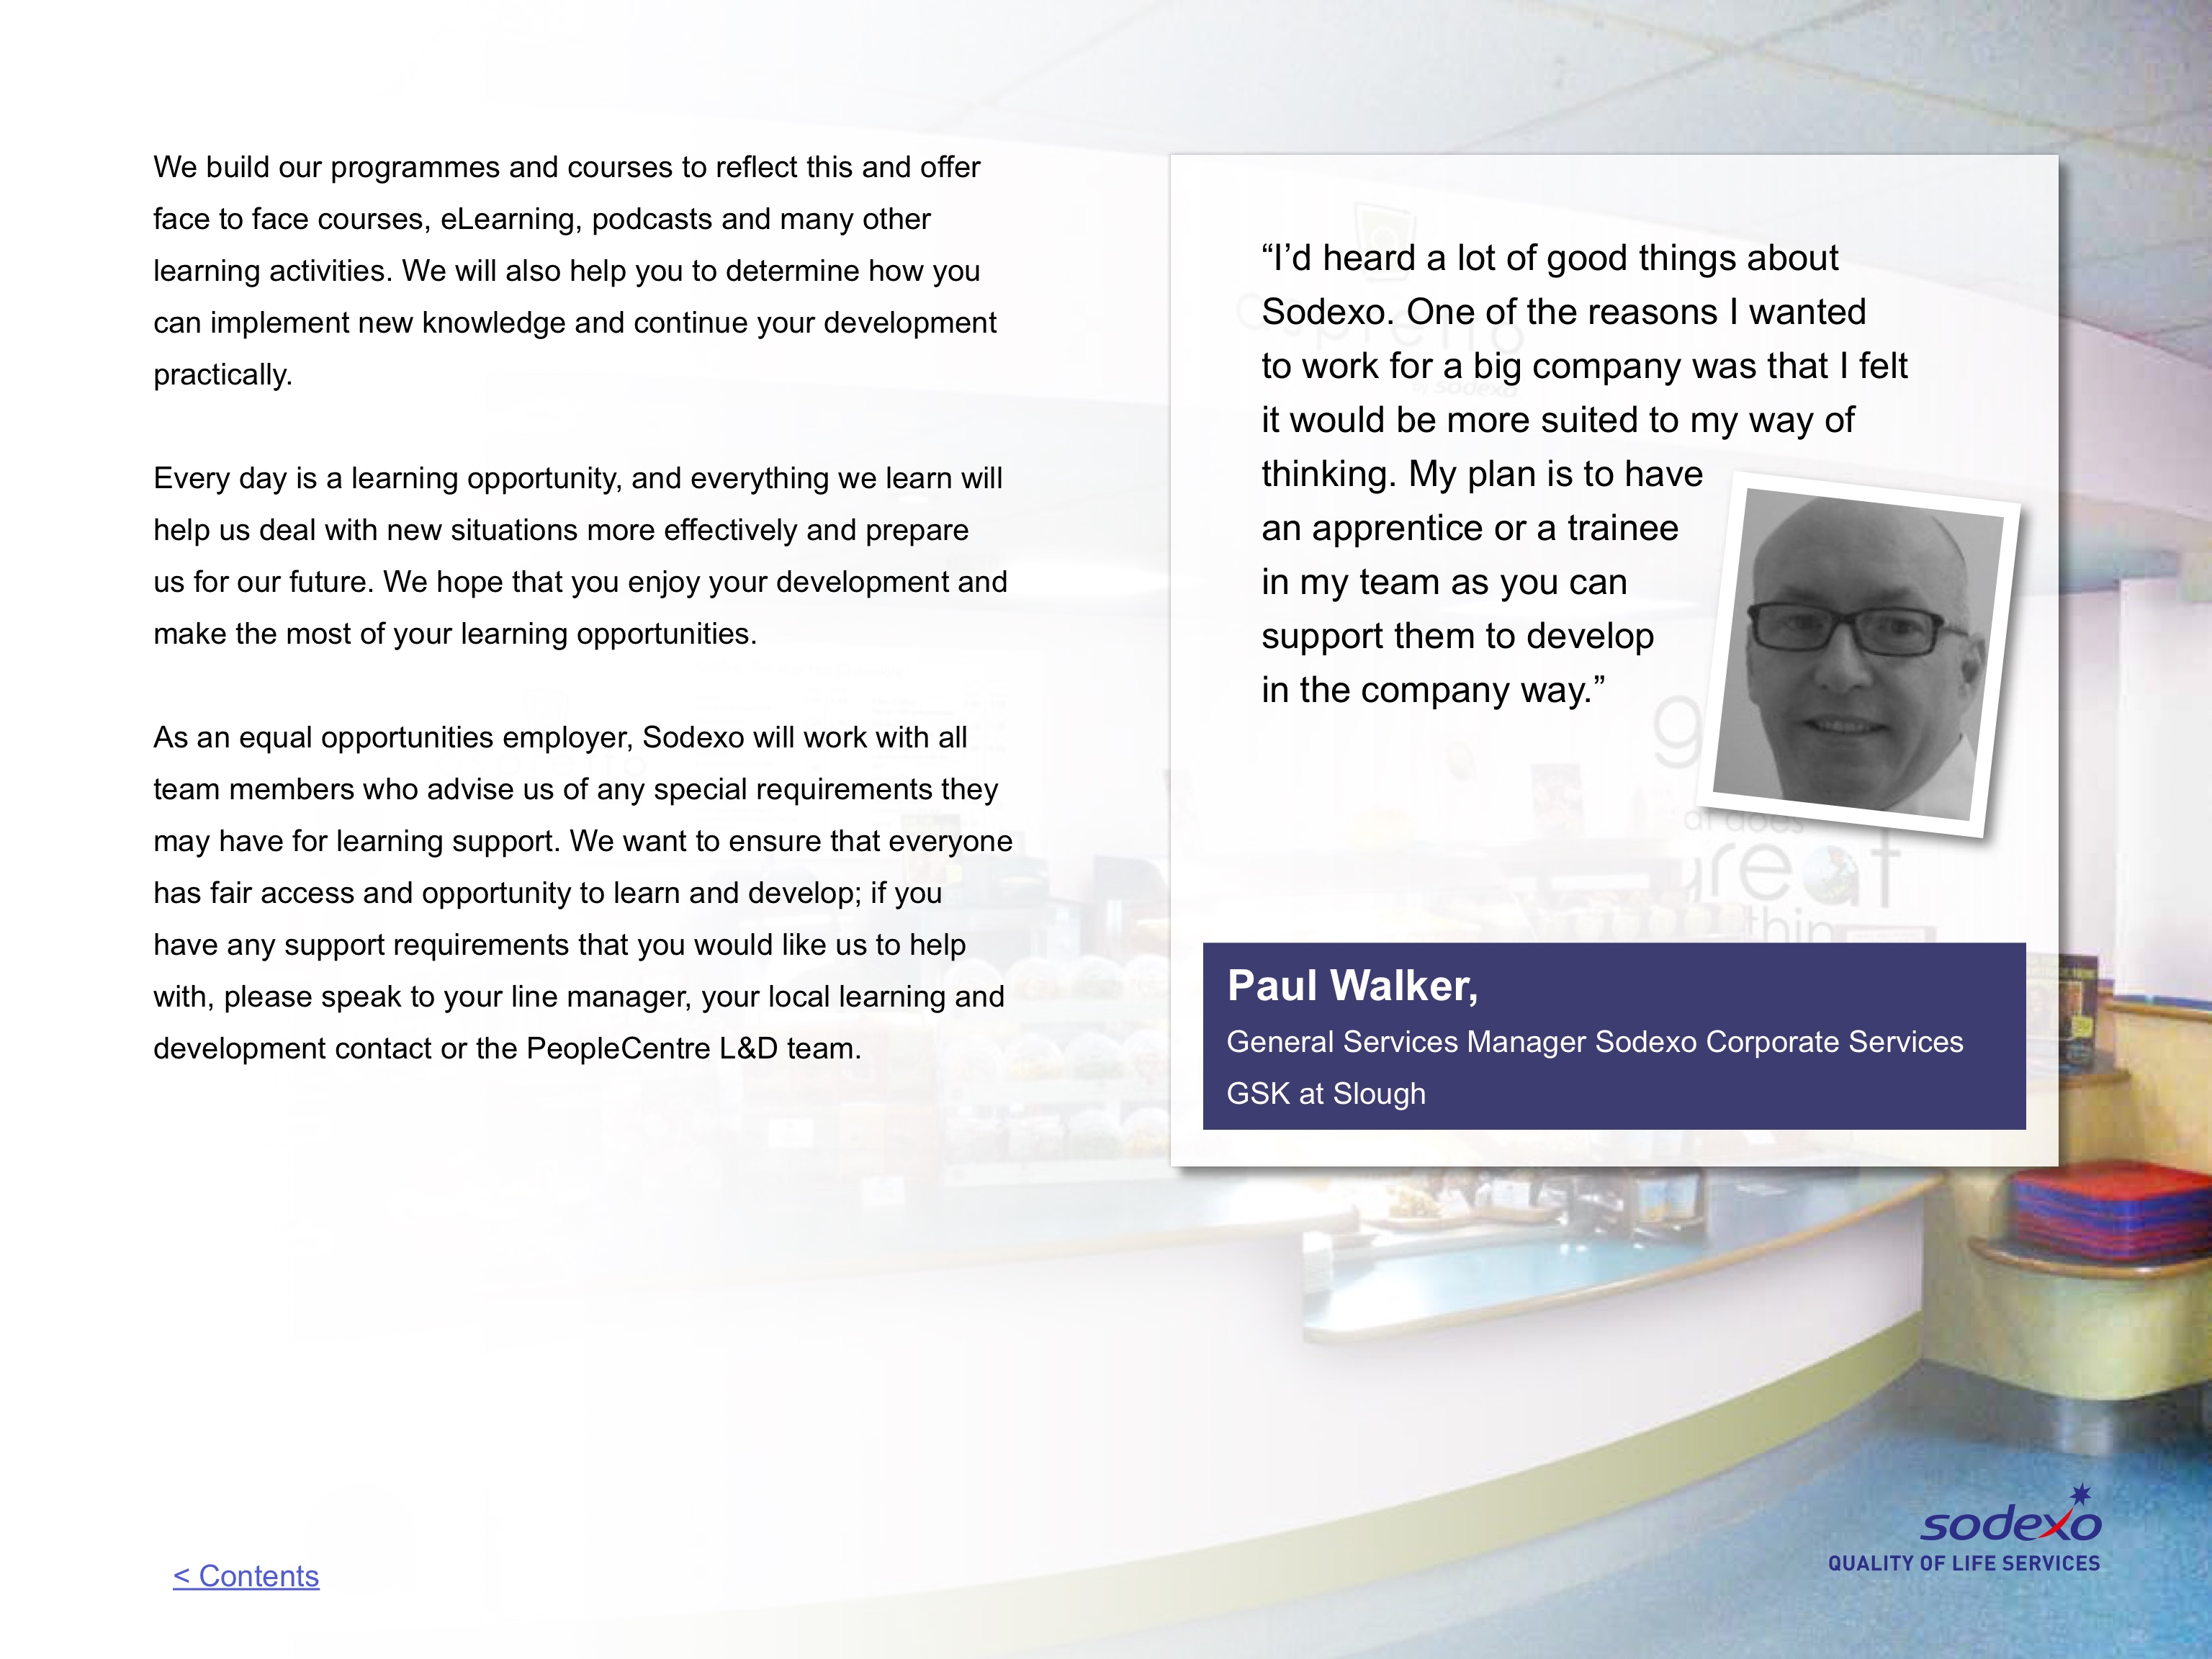 We build our programmes and courses to reflect this and offer
face to face courses, eLearning, podcasts and many other
learning activities. We will also help you to determine how you
can implement new knowledge and continue your development
practically.
Every day is a learning opportunity, and everything we learn will
help us deal with new situations more effectively and prepare
us for our future. We hope that you enjoy your development and
make the most of your learning opportunities.
As an equal opportunities employer, Sodexo will work with all
team members who advise us of any special requirements they
may have for learning support. We want to ensure that everyone
has fair access and opportunity to learn and develop; if you
have any support requirements that you would like us to help
with, please speak to your line manager, your local learning and
development contact or the PeopleCentre L&D team.
“I’d heard a lot of good things about
Sodexo. One of the reasons I wanted
to work for a big company was that I felt
it would be more suited to my way of
thinking. My plan is to have
an apprentice or a trainee
in my team as you can
support them to develop
in the company way.”
great
Paul Walker,
General Services Manager Sodexo Corporate Services
GSK at Slough
< Contents
sodexo
QUALITY OF LIFE SERVICES